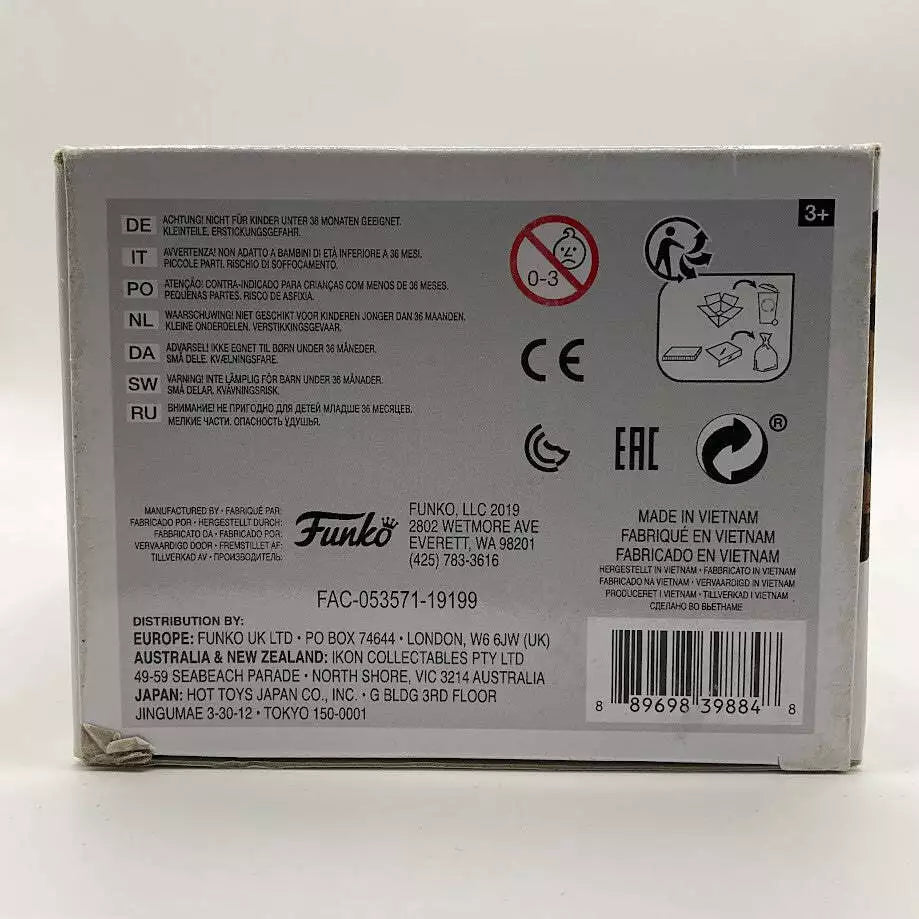 3+
DE ACHTUNG! NICHT FÜR KINDER UNTER 36 MONATEN GEEIGNET.
KLEINTEILE, ERSTICKUNGSGEFAHR.
IT AVVERTENZA! NON ADATTO A BAMBINI DI ETÀ INFERIORE A 36 MESI.
PICCOLE PARTI. RISCHIO DI SOFFOCAMENTO.
PO ATENÇÃO: CONTRA-INDICADO PARA CRIANÇAS COM MENOS DE 36 MESES.
PEQUENAS PARTES. RISCO DE ASFIXIA.
NL WAARSCHUWING! NIET GESCHIKT VOOR KINDEREN JONGER DAN 36 MAANDEN.
KLEINE ONDERDELEN. VERSTIKKINGSGEVAAR.
DA ADVARSEL! IKKE EGNET TIL BØRN UNDER 36 MÅNEDER.
SMÅ DELE. KVÆLNINGSFARE.
SW VARNING! INTE LÄMPLIG FÖR BARN UNDER 36 MÅNADER.
SMÅ DELAR. KVÄVNINGSRISK.
RU ВНИМАНИЕ! НЕ ПРИГОДНО ДЛЯ ДЕТЕЙ МЛАДШЕ 36 МЕСЯЦЕВ.
МЕЛКИЕ ЧАСТИ. ОПАСНОСТЬ УДУШЬЯ.
0-3
CE
EAC
®
MANUFACTURED BY • FABRIQUÉ PAR:
FABRICADO POR • HERGESTELLT DURCH:
FABBRICATO DA • FABRICADO POR:
VERVAARDIGD DOOR • FREMSTILLET AF:
TILLVERKAD AV • ПРОИЗВОДИТЕЛЬ:
Funko
FUNKO, LLC 2019
2802 WETMORE AVE
EVERETT, WA 98201
(425) 783-3616
MADE IN VIETNAM
FABRIQUÉ EN VIETNAM
FABRICADO EN VIETNAM
HERGESTELLT IN VIETNAM • FABBRICATO IN VIETNAM
FABRICADO NA VIETNAM • VERVAARDIGD IN VIETNAM
PRODUCERET I VIETNAM • TILLVERKAD I VIETNAM
СДЕЛАНО ВО ВЬЕТНАМЕ
FAC-053571-19199
DISTRIBUTION BY:
EUROPE: FUNKO UK LTD • PO BOX 74644 • LONDON, W6 6JW (UK)
AUSTRALIA & NEW ZEALAND: IKON COLLECTABLES PTY LTD
49-59 SEABEACH PARADE • NORTH SHORE, VIC 3214 AUSTRALIA
JAPAN: HOT TOYS JAPAN CO., INC. • G BLDG 3RD FLOOR
JINGUMAE 3-30-12 • TOKYO 150-0001
8 89698 39884 8